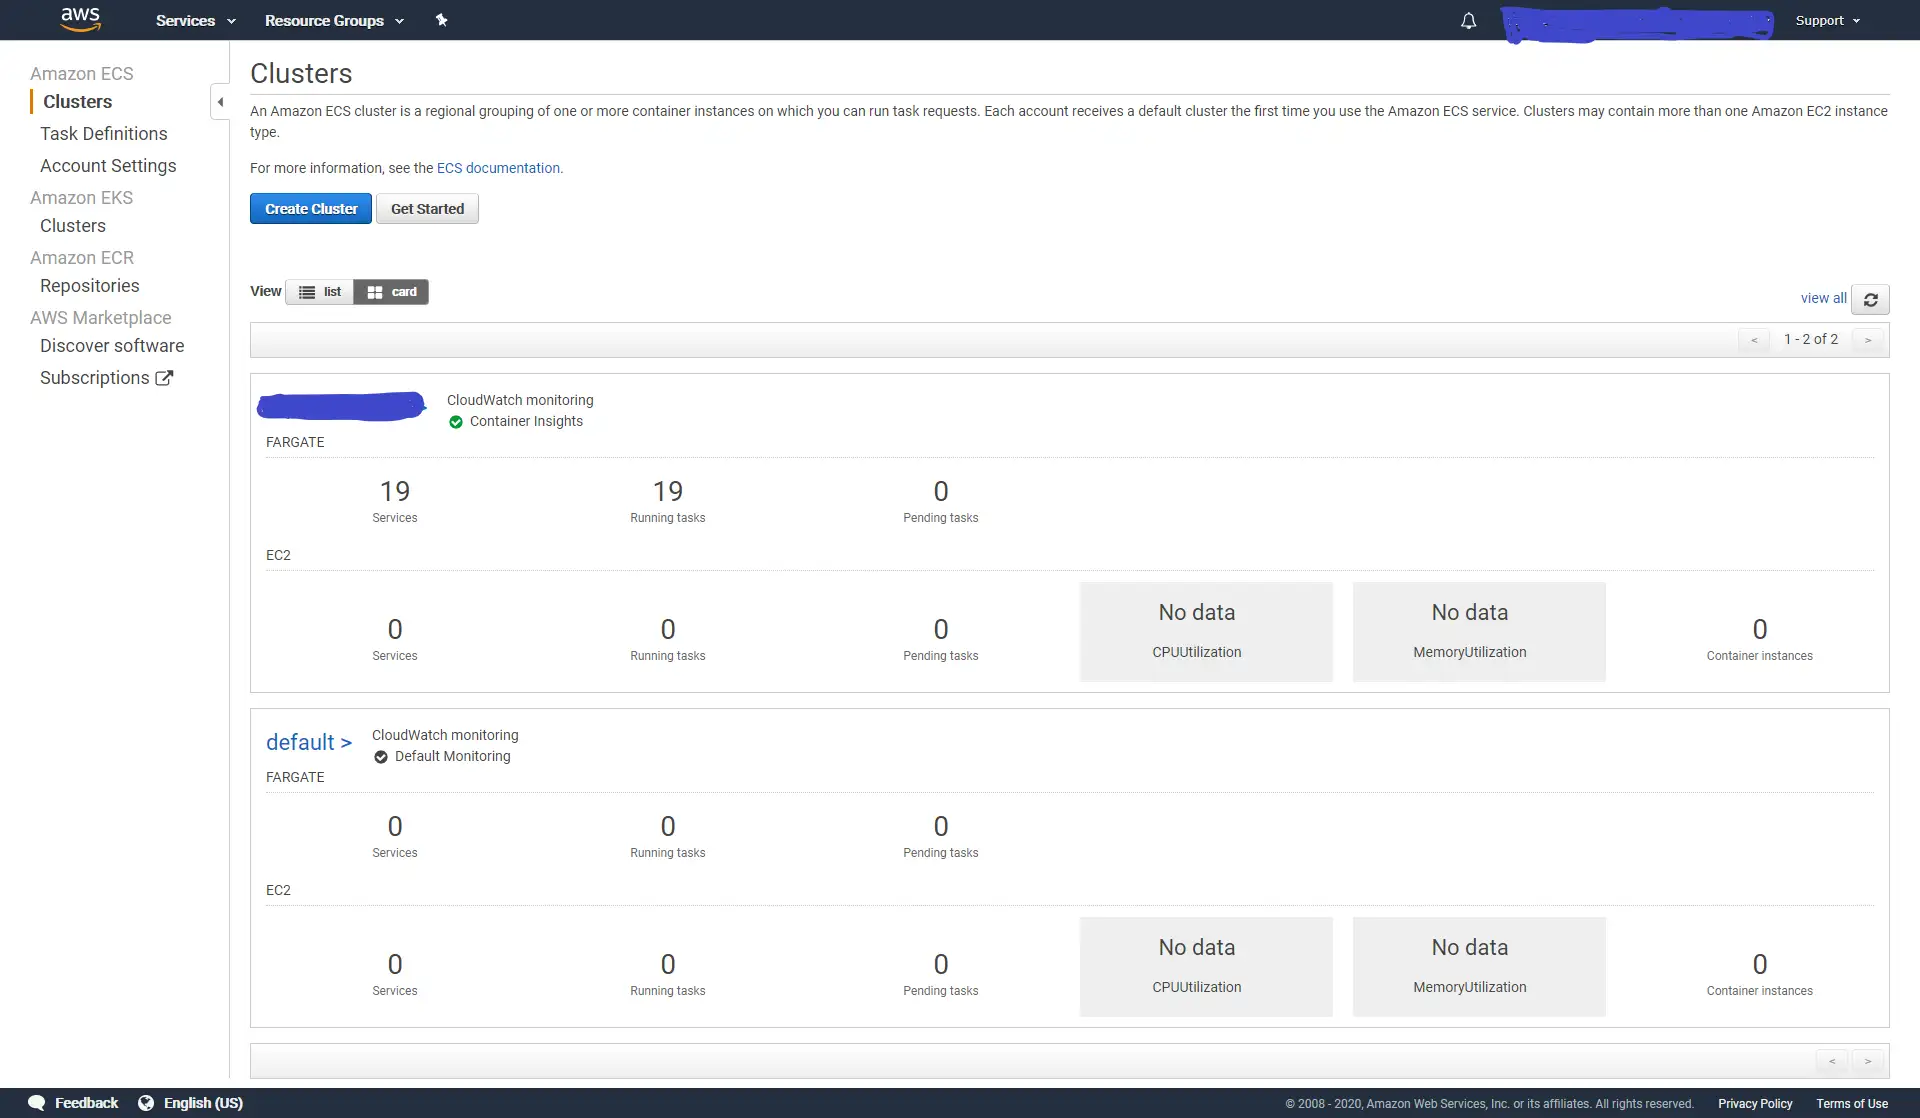 aws Services Resource Groups Support
Amazon ECS
Clusters
Task Definitions
Account Settings
Amazon EKS
Clusters
Amazon ECR
Repositories
AWS Marketplace
Discover software
Subscriptions
Clusters
An Amazon ECS cluster is a regional grouping of one or more container instances on which you can run task requests. Each account receives a default cluster the first time you use the Amazon ECS service. Clusters may contain more than one Amazon EC2 instance
type.
For more information, see the ECS documentation.
Create Cluster Get Started
View list card
view all
< 1 - 2 of 2 >
CloudWatch monitoring
Container Insights
FARGATE
19 19 0
Services Running tasks Pending tasks
EC2
No data No data
0 0 0 0
CPUUtilization MemoryUtilization
Services Running tasks Pending tasks Container instances
default > CloudWatch monitoring
Default Monitoring
FARGATE
0 0 0
Services Running tasks Pending tasks
EC2
No data No data
0 0 0 0
CPUUtilization MemoryUtilization
Services Running tasks Pending tasks Container instances
< >
Feedback English (US) © 2008 - 2020, Amazon Web Services, Inc. or its affiliates. All rights reserved. Privacy Policy Terms of Use